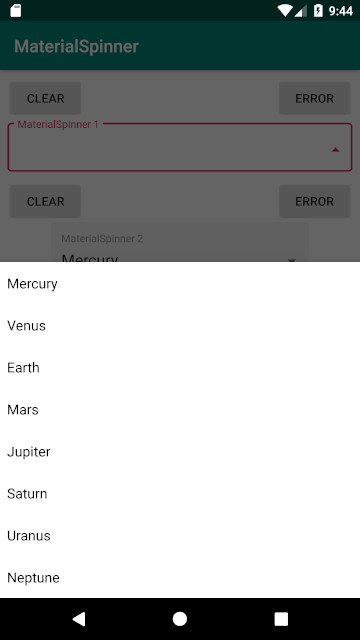 9:44
MaterialSpinner
CLEAR ERROR
MaterialSpinner 1
CLEAR ERROR
MaterialSpinner 2
Mercury
Mercury
Venus
Earth
Mars
Jupiter
Saturn
Uranus
Neptune